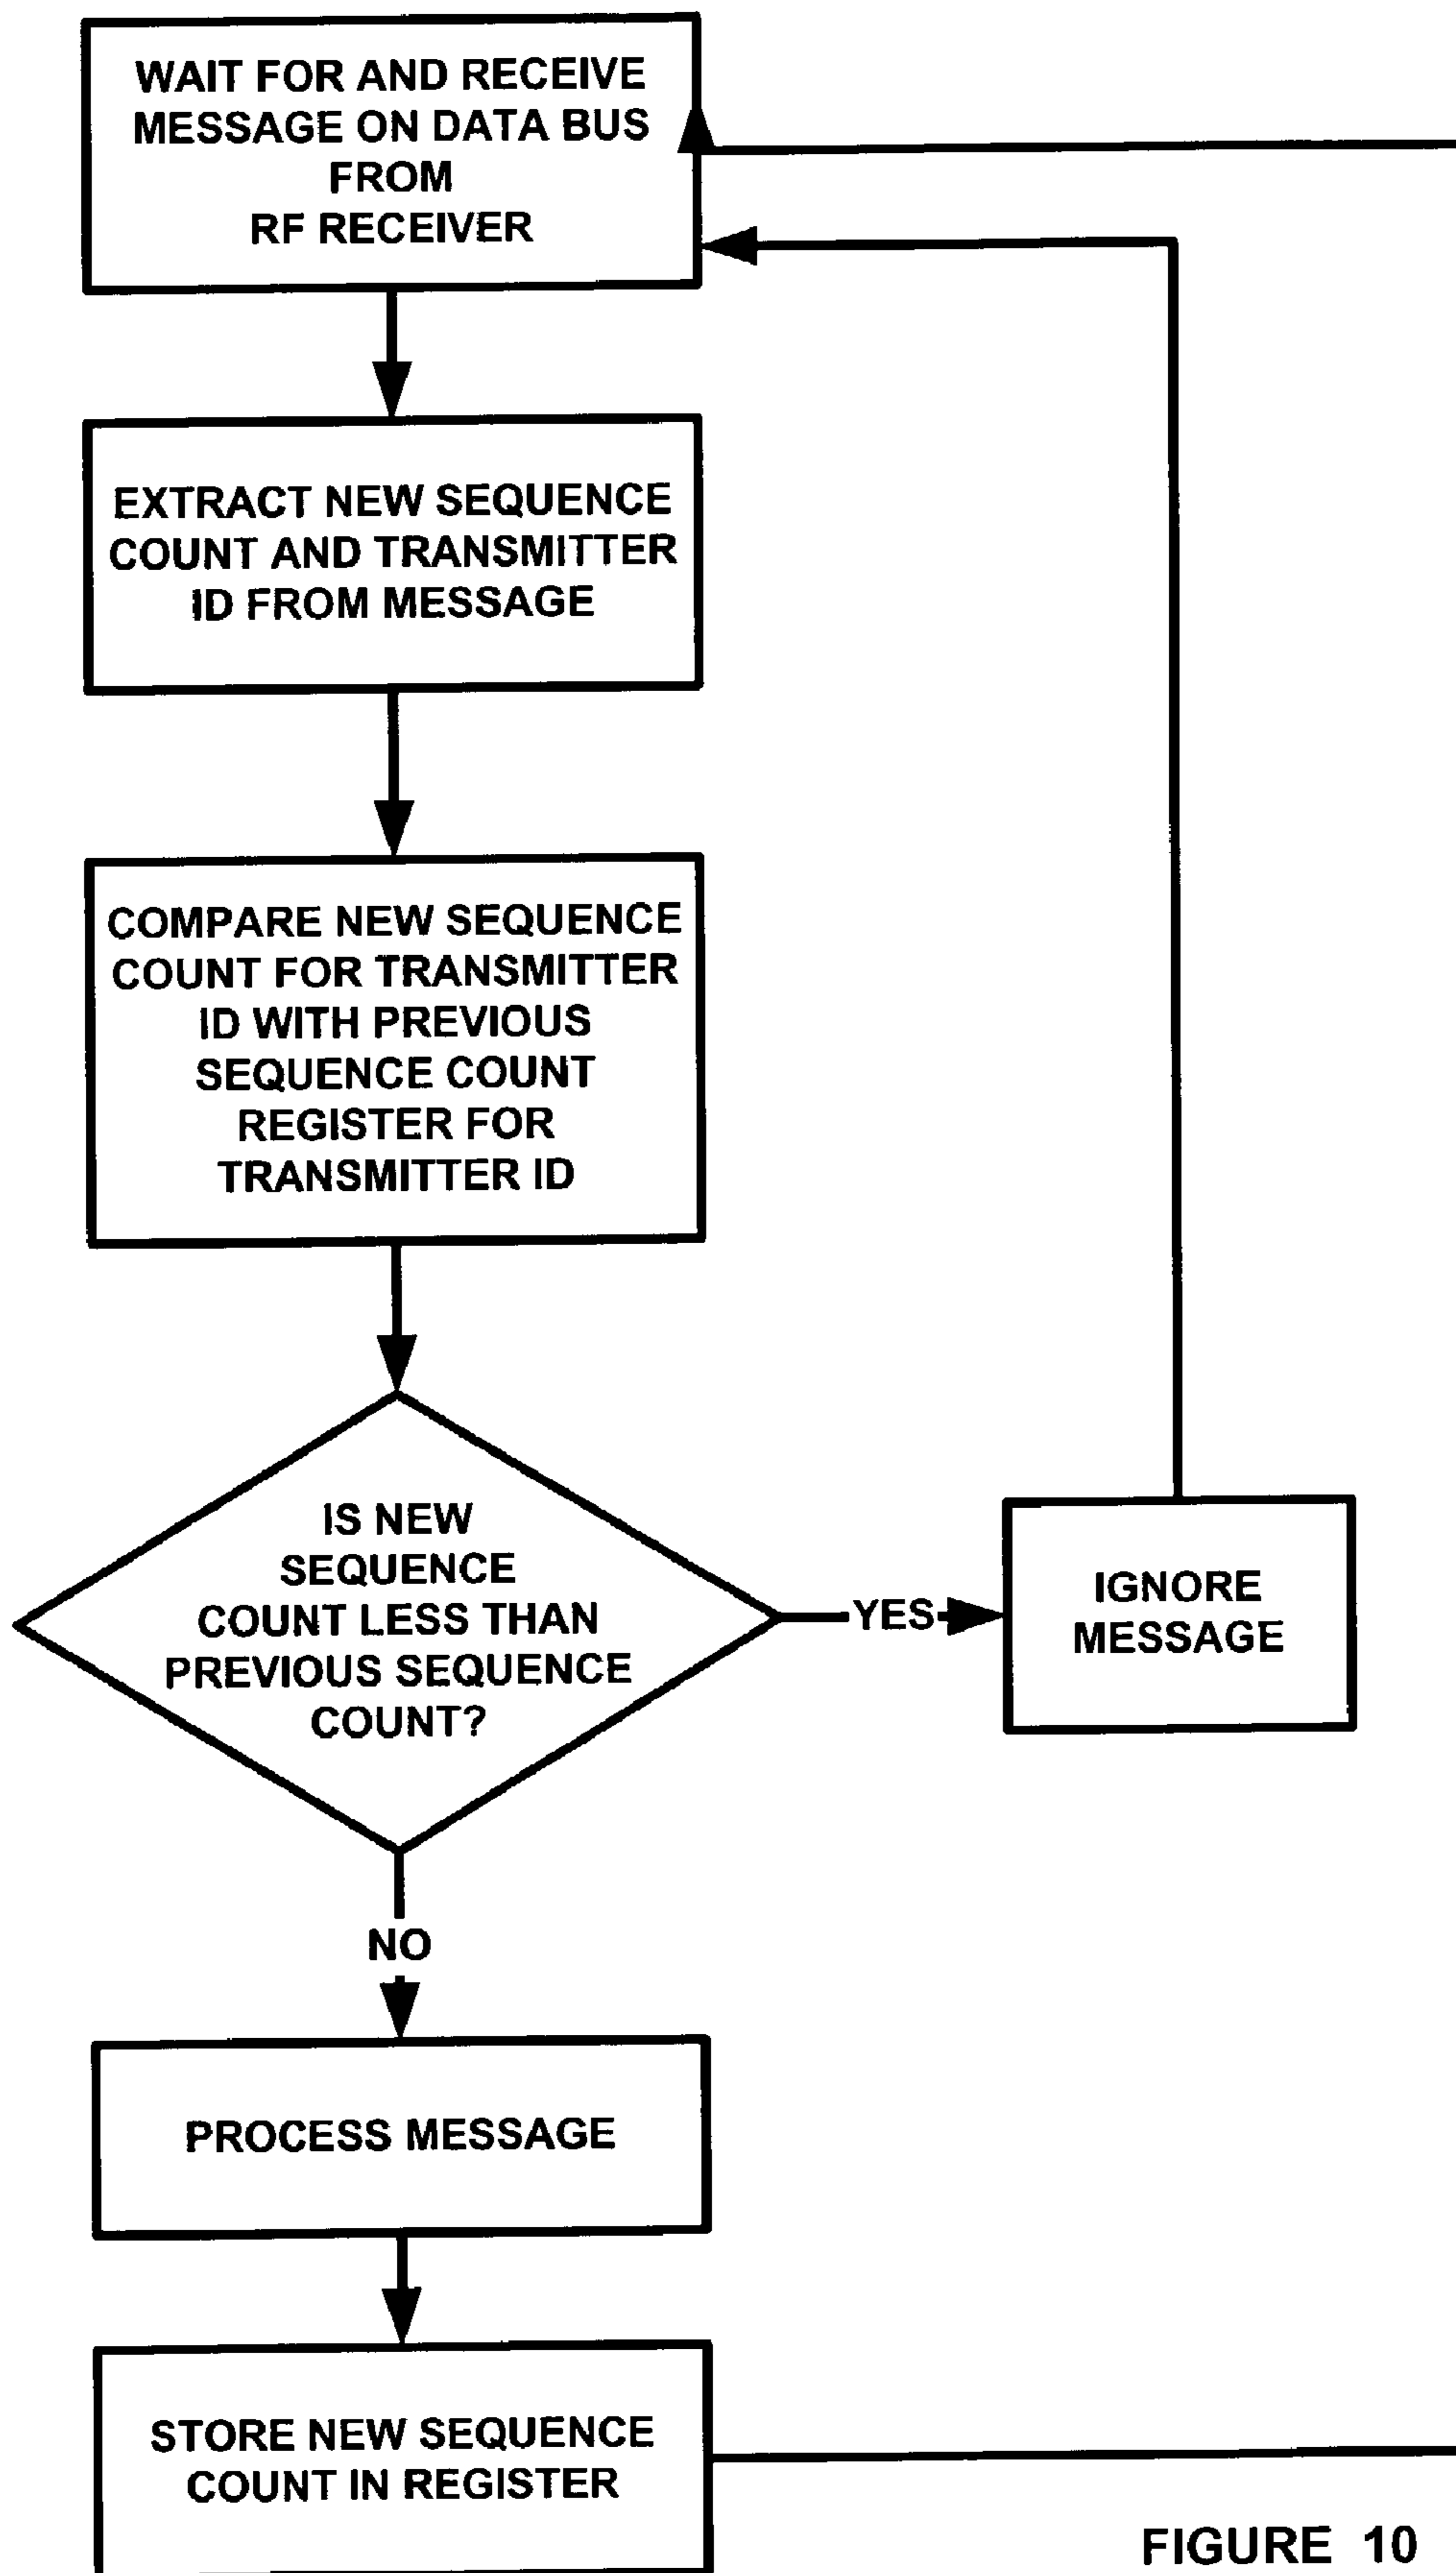 WAIT FOR AND RECEIVE
MESSAGE ON DATA BUS
FROM
RF RECEIVER
EXTRACT NEW SEQUENCE
COUNT AND TRANSMITTER
ID FROM MESSAGE
COMPARE NEW SEQUENCE
COUNT FOR TRANSMITTER
ID WITH PREVIOUS
SEQUENCE COUNT
REGISTER FOR
TRANSMITTER ID
IS NEW
SEQUENCE
COUNT LESS THAN
PREVIOUS SEQUENCE
COUNT?
YES
IGNORE
MESSAGE
NO
PROCESS MESSAGE
STORE NEW SEQUENCE
COUNT IN REGISTER
FIGURE 10